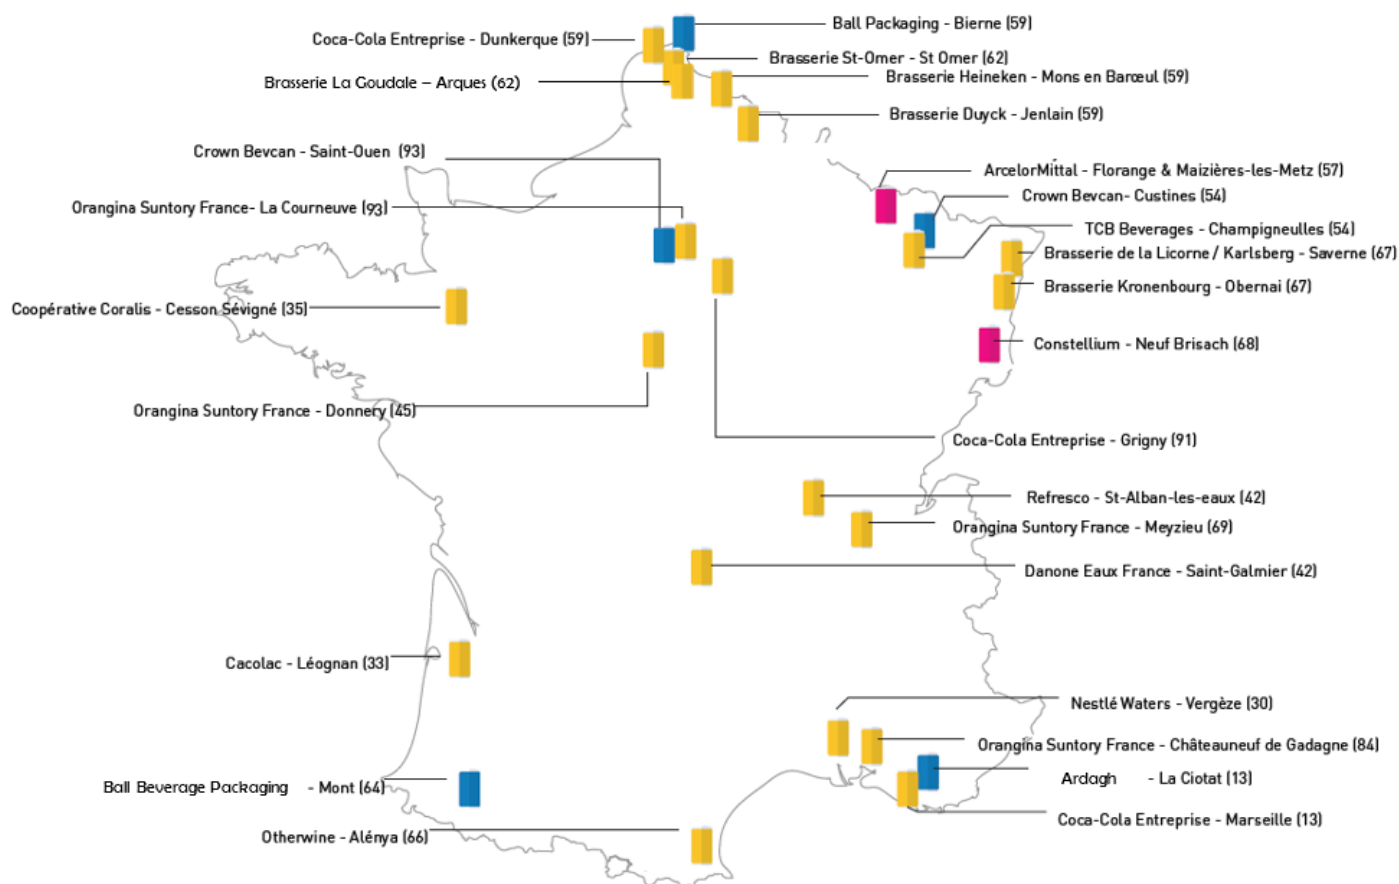 Ball Packaging - Bierne (59)
Coca-Cola Entreprise - Dunkerque (59)
Brasserie St-Omer - St Omer (62)
Brasserie Heineken - Mons en Barœul (59)
Brasserie La Goudale – Arques (62)
Brasserie Duyck - Jenlain (59)
Crown Bevcan - Saint-Ouen (93)
ArcelorMittal - Florange & Maizières-les-Metz (57)
Crown Bevcan- Custines (54)
Orangina Suntory France- La Courneuve (93)
TCB Beverages - Champigneulles (54)
Brasserie de la Licorne / Karlsberg - Saverne (67)
Brasserie Kronenbourg - Obernai (67)
Coopérative Coralis - Cesson Sévigné (35)
Constellium - Neuf Brisach (68)
Orangina Suntory France - Donnery (45)
Coca-Cola Entreprise - Grigny (91)
Refresco - St-Alban-les-eaux (42)
Orangina Suntory France - Meyzieu (69)
Danone Eaux France - Saint-Galmier (42)
Cacolac - Léognan (33)
Nestlé Waters - Vergèze (30)
Orangina Suntory France - Châteauneuf de Gadagne (84)
Ardagh - La Ciotat (13)
Ball Beverage Packaging - Mont (64)
Coca-Cola Entreprise - Marseille (13)
Otherwine - Alénya (66)